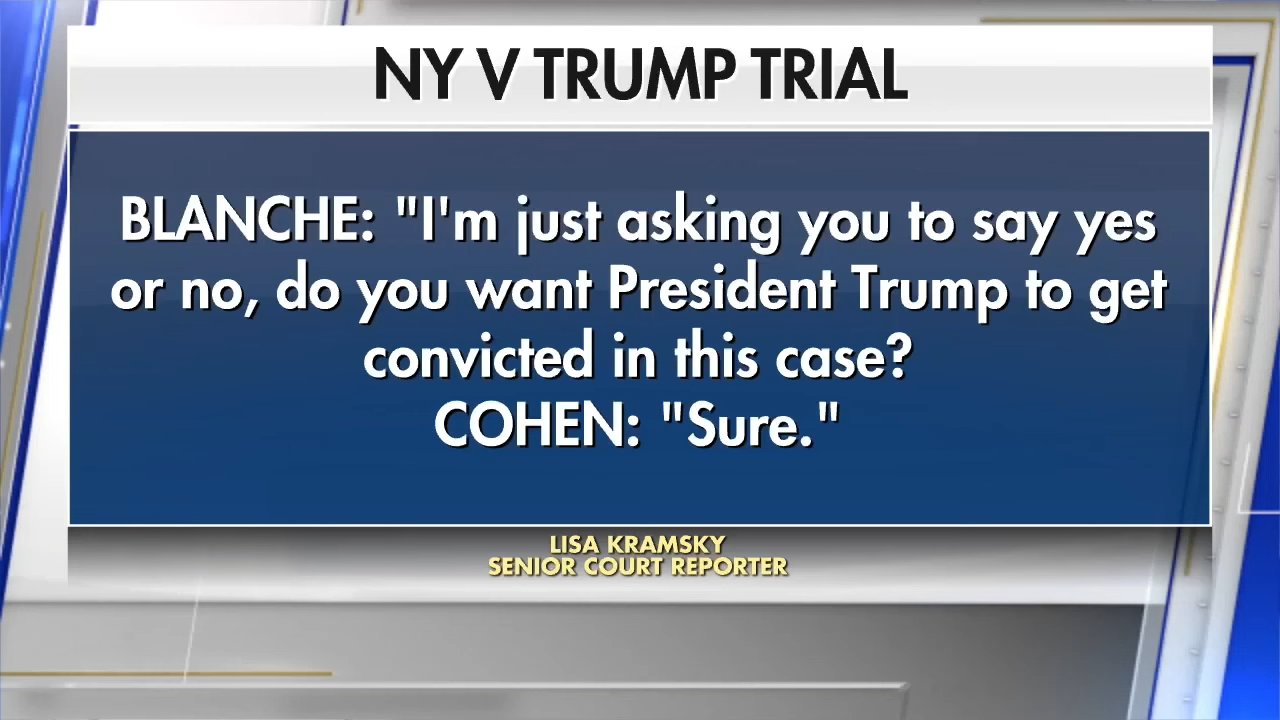 NY V TRUMP TRIAL
BLANCHE: "I'm just asking you to say yes
or no, do you want President Trump to get
convicted in this case?
COHEN: "Sure."
LISA KRAMSKY
SENIOR COURT REPORTER